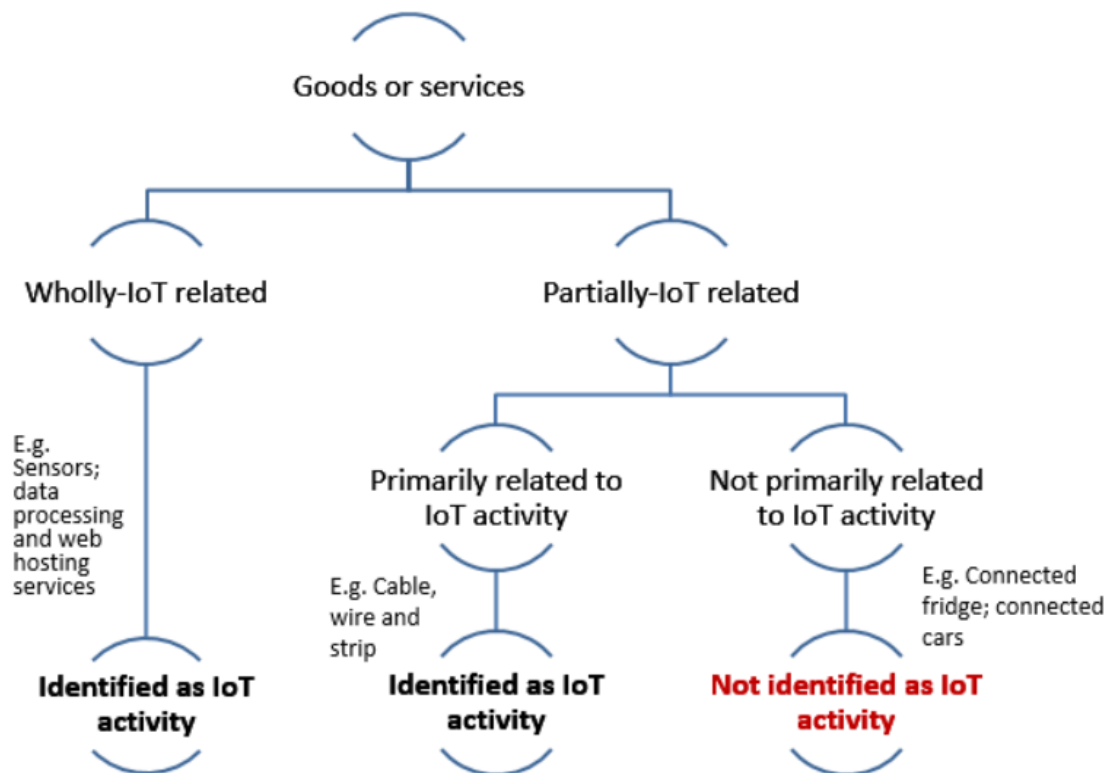 Goods or services
Wholly-IoT related
Partially-IoT related
E.g.
Sensors;
data
processing
and web
hosting
services
Primarily related to
IoT activity
Not primarily related
to IoT activity
E.g. Cable,
wire and
strip
E.g. Connected
fridge; connected
cars
Identified as IoT
activity
Identified as IoT
activity
Not identified as IoT
activity